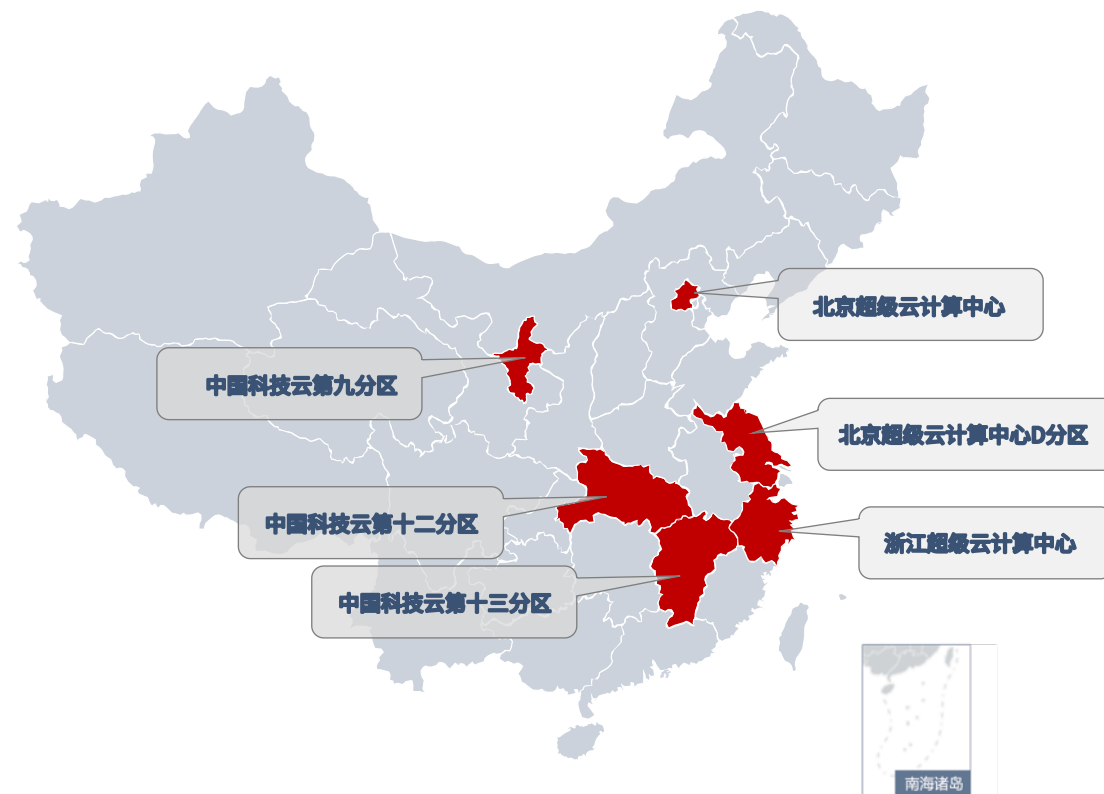 北京超级云计算中心
中国科技云第九分区
北京超级云计算中心D分区
中国科技云第十二分区
浙江超级云计算中心
中国科技云第十三分区
南海诸岛